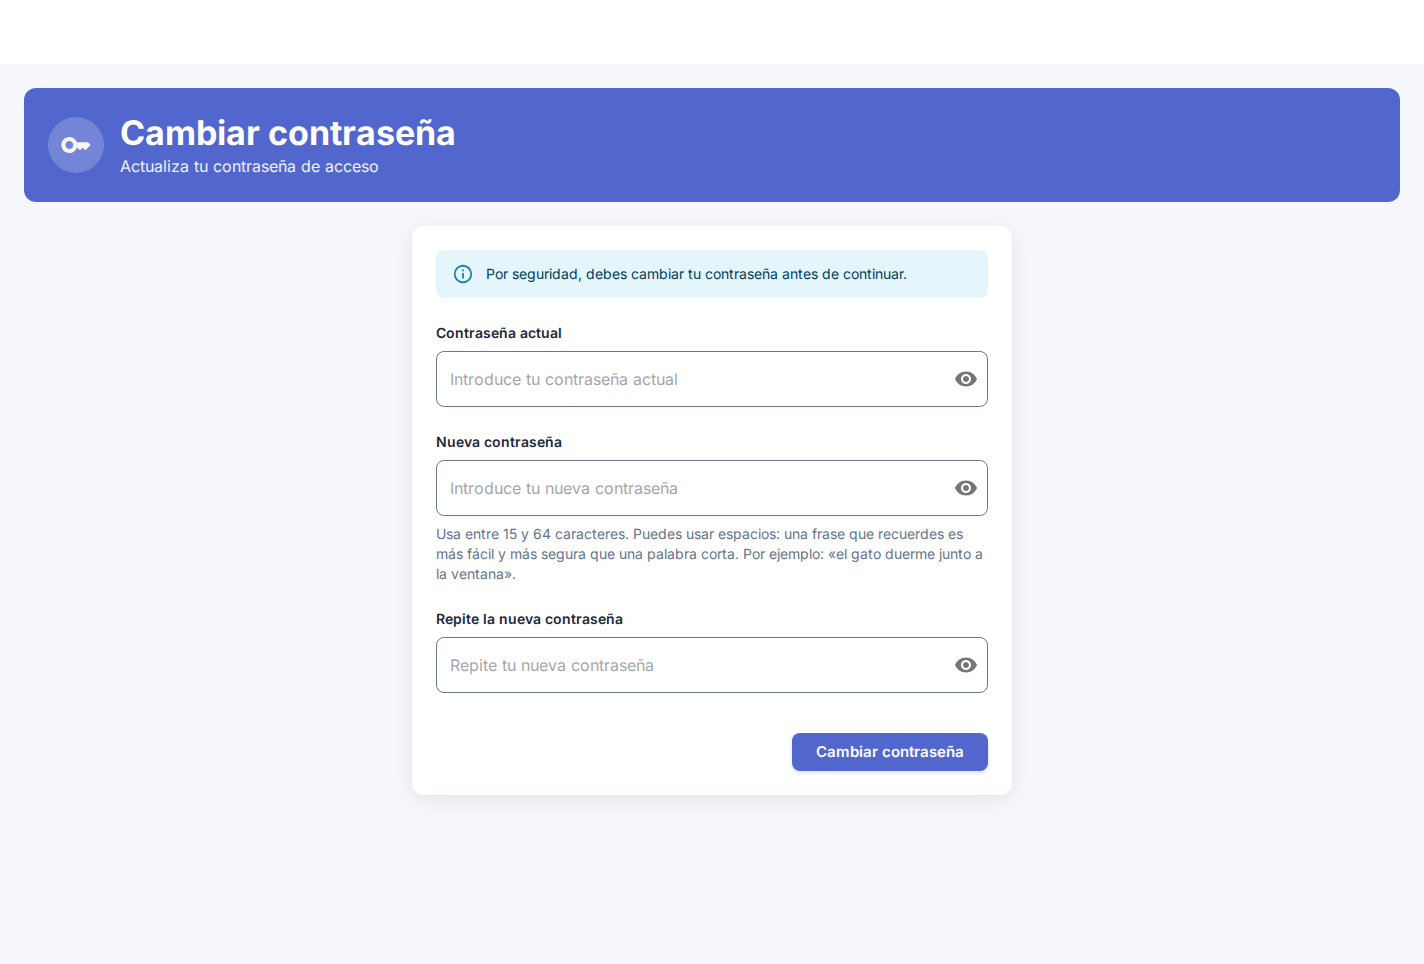 Cambiar contraseña
Actualiza tu contraseña de acceso
Por seguridad, debes cambiar tu contraseña antes de continuar.
Contraseña actual
Introduce tu contraseña actual
Nueva contraseña
Introduce tu nueva contraseña
Usa entre 15 y 64 caracteres. Puedes usar espacios: una frase que recuerdes es
más fácil y más segura que una palabra corta. Por ejemplo: «el gato duerme junto a
la ventana».
Repite la nueva contraseña
Repite tu nueva contraseña
Cambiar contraseña